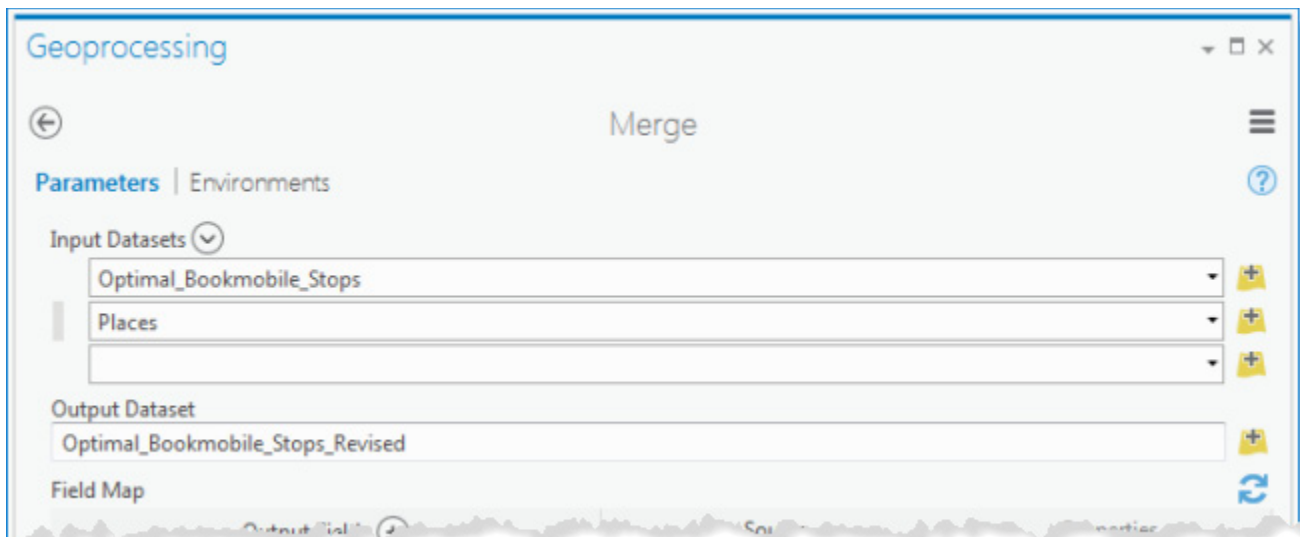 Geoprocessing
Merge
Parameters | Environments
Input Datasets
Optimal_Bookmobile_Stops
Places
Output Dataset
Optimal_Bookmobile_Stops_Revised
Field Map